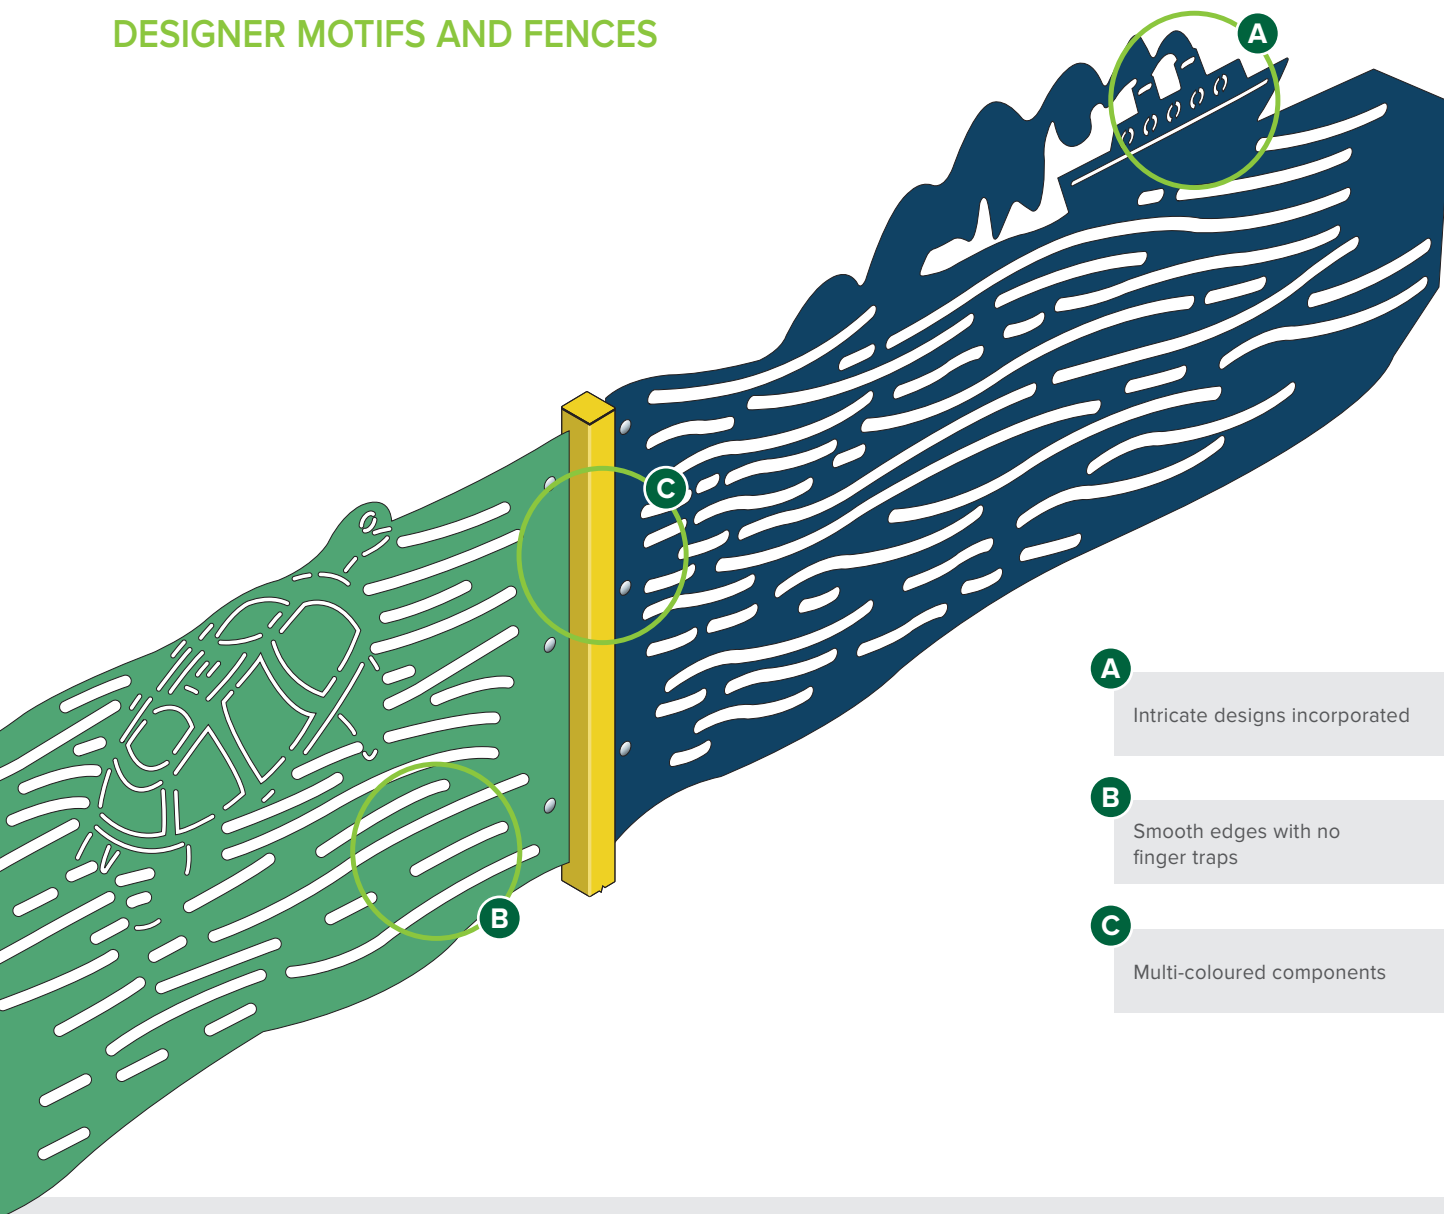 DESIGNER MOTIFS AND FENCES
A
C
B
A
Intricate designs incorporated
B
Smooth edges with no
finger traps
C
Multi-coloured components